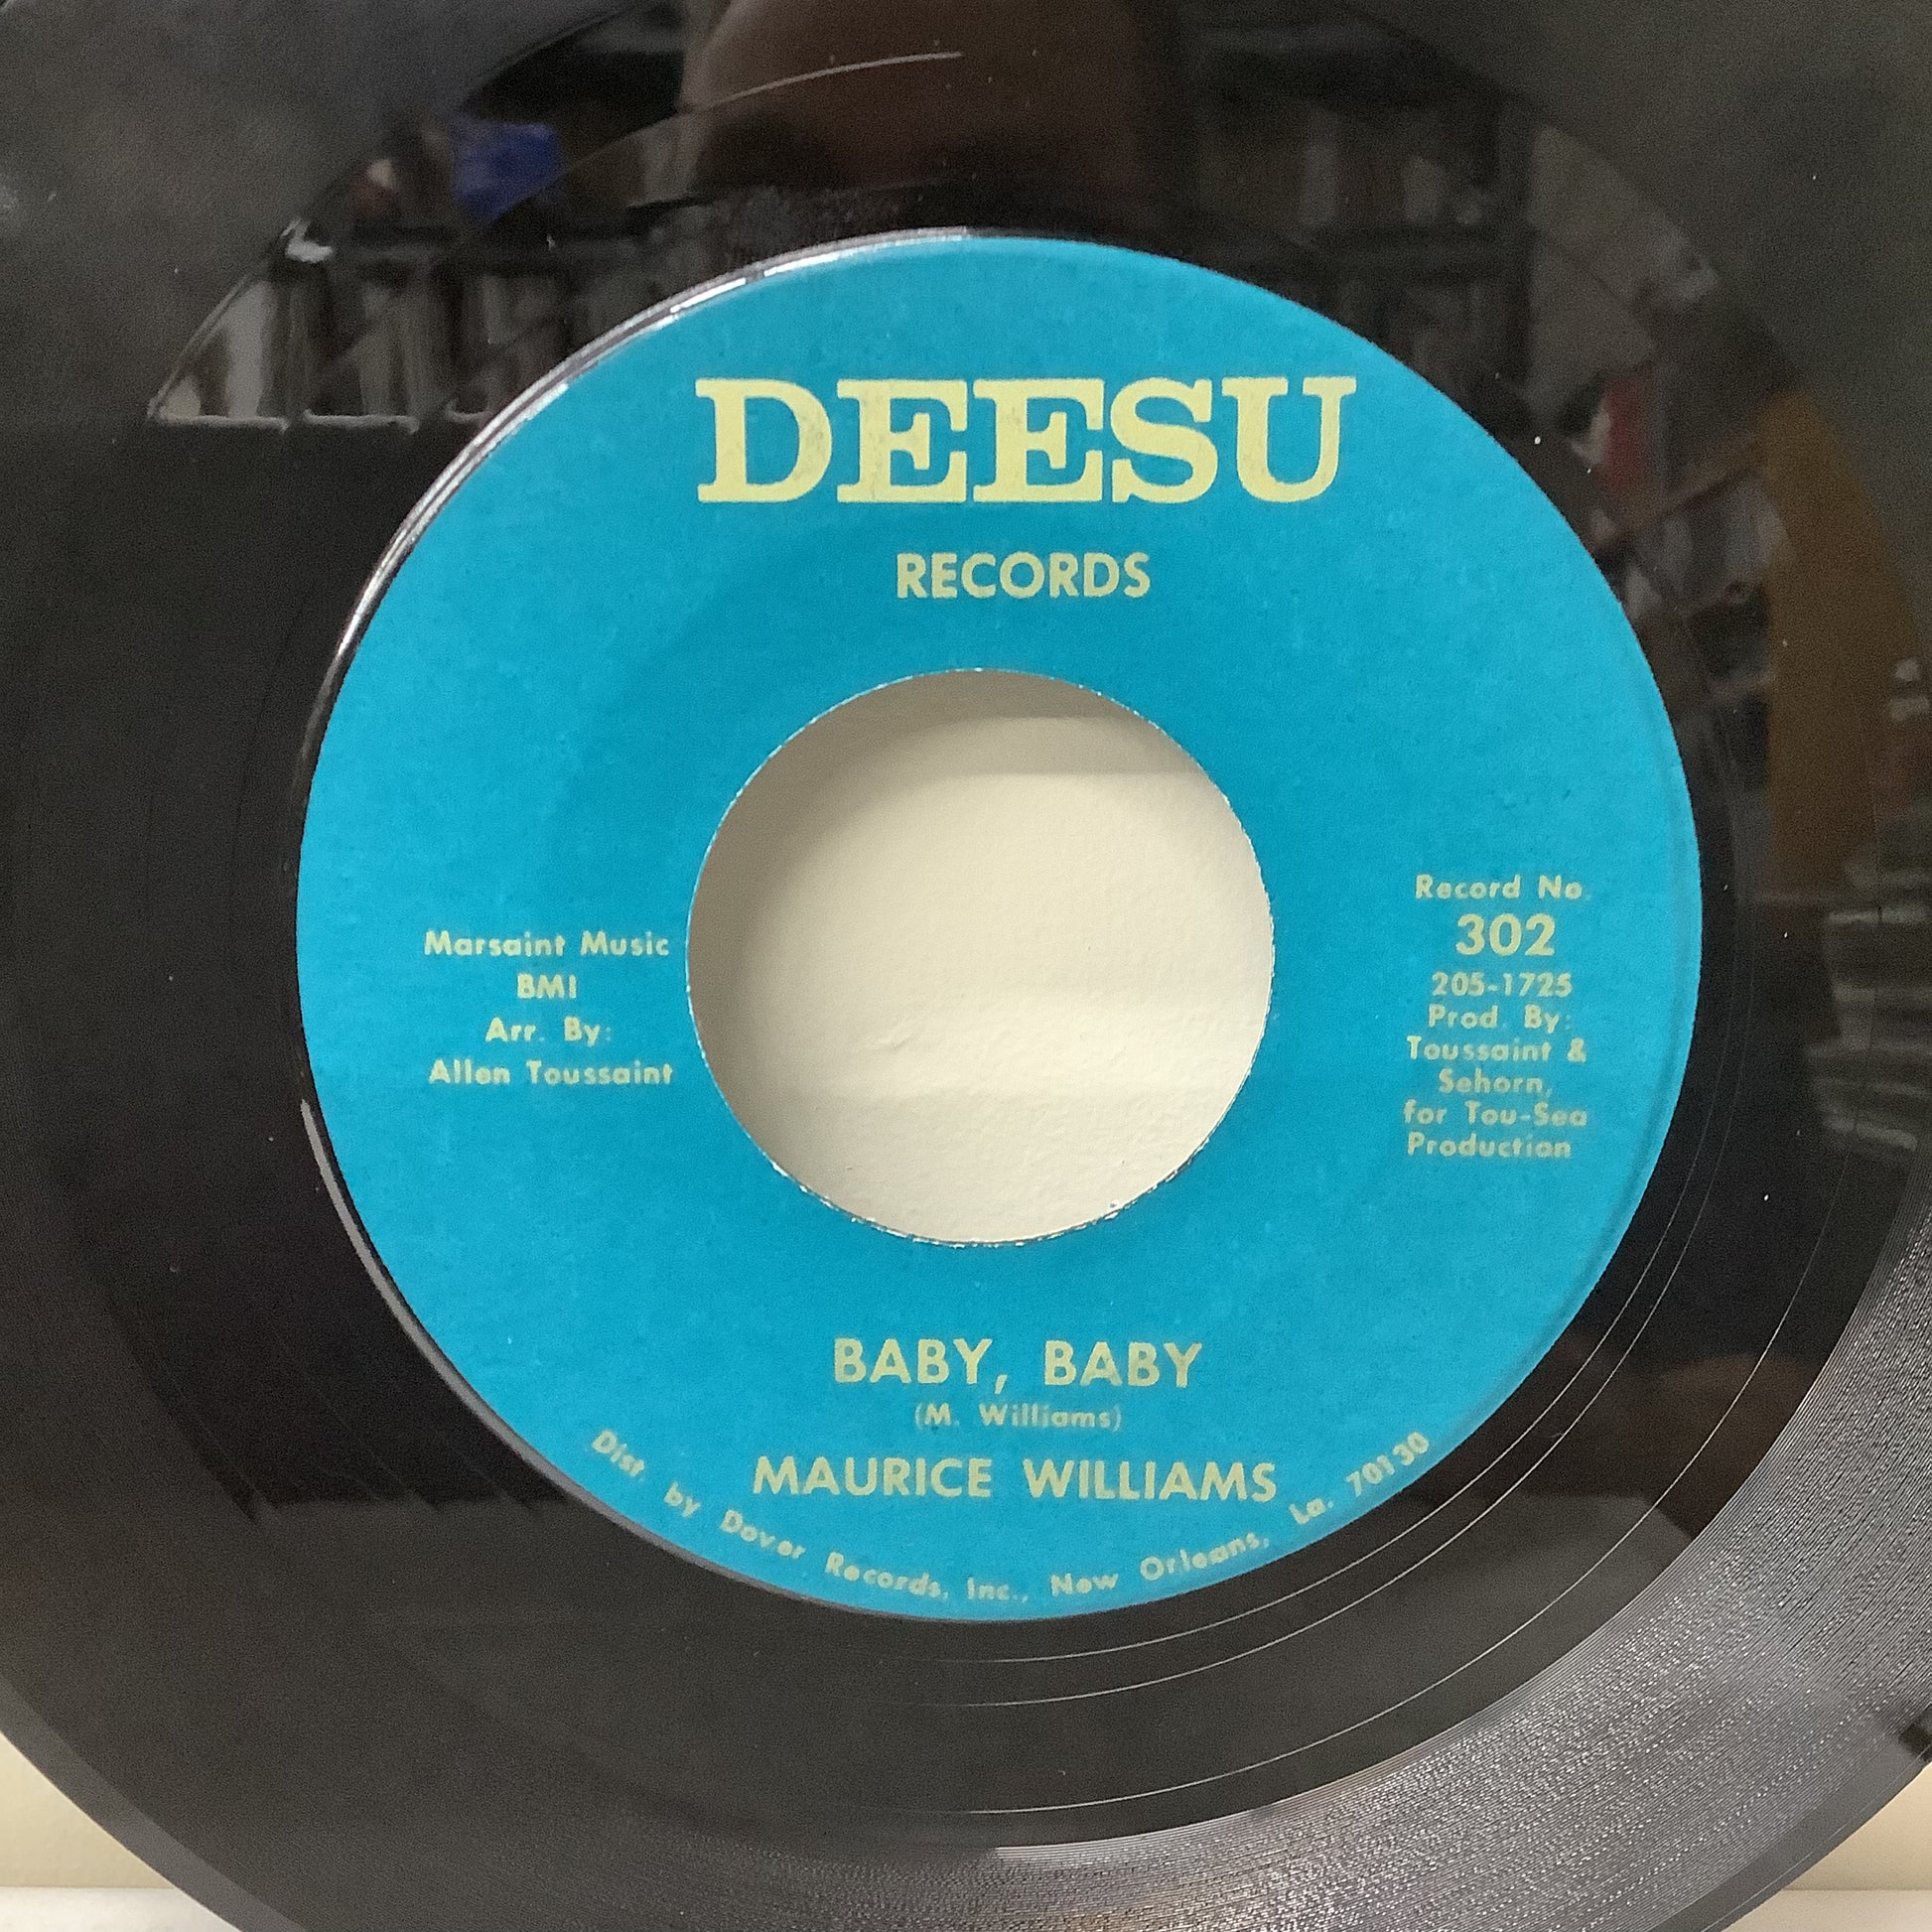 DEESU
RECORDS
Marsaint Music
BMI
Arr. By:
Allen Toussaint
Record No.
302
205-1725
Prod. By:
Toussaint &
Sehorn,
for Tou-Sea
Production
BABY, BABY
(M. Williams)
MAURICE WILLIAMS
Dist. by Dover Records, Inc., New Orleans, La. 70130